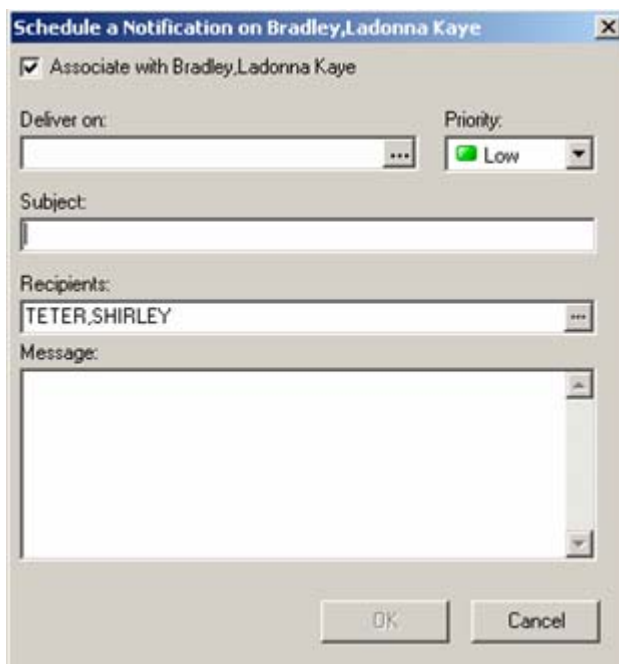 Schedule a Notification on Bradley,Ladonna Kaye
Associate with Bradley,Ladonna Kaye
Deliver on:
Priority:
...
Low
Subject:
Recipients:
TETER,SHIRLEY
...
Message:
OK
Cancel